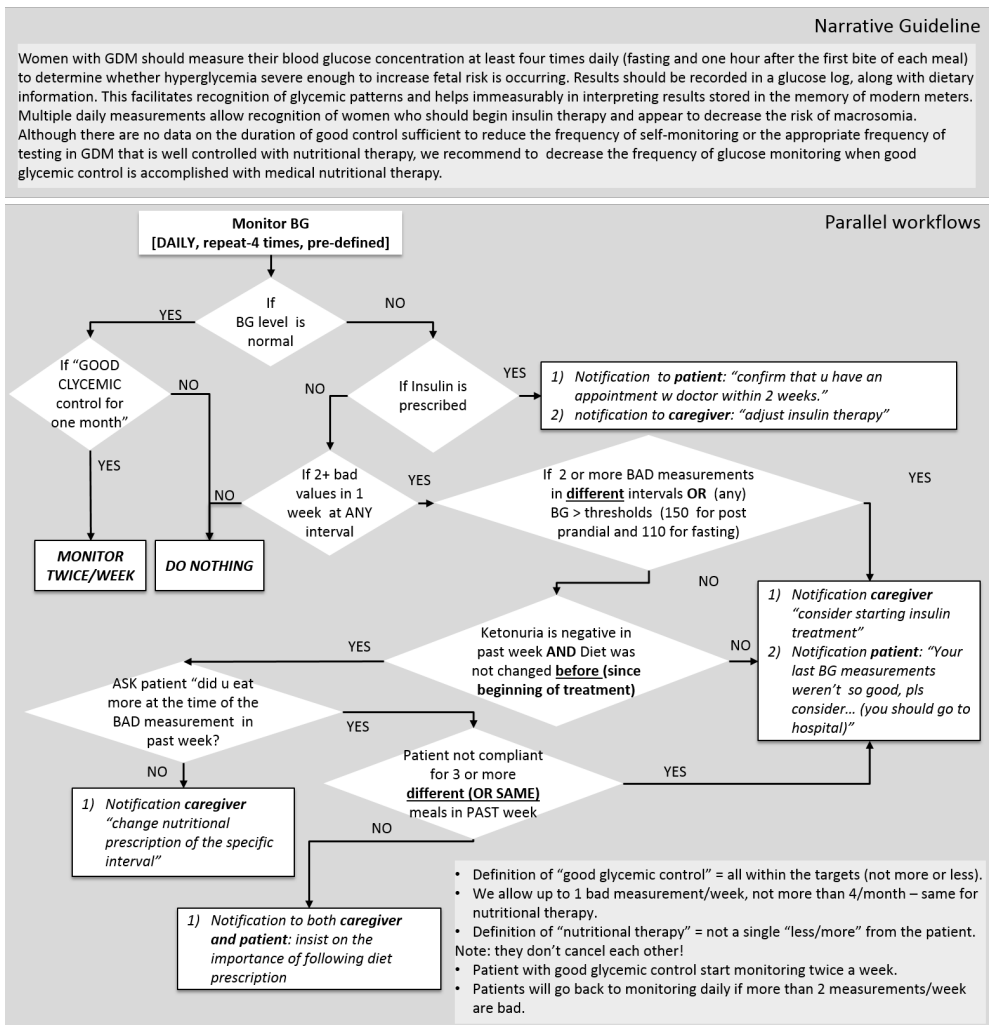 Narrative Guideline
Women with GDM should measure their blood glucose concentration at least four times daily (fasting and one hour after the first bite of each meal)
to determine whether hyperglycemia severe enough to increase fetal risk is occurring. Results should be recorded in a glucose log, along with dietary
information. This facilitates recognition of glycemic patterns and helps immeasurably in interpreting results stored in the memory of modern meters.
Multiple daily measurements allow recognition of women who should begin insulin therapy and appear to decrease the risk of macrosomia.
Although there are no data on the duration of good control sufficient to reduce the frequency of self-monitoring or the appropriate frequency of
testing in GDM that is well controlled with nutritional therapy, we recommend to decrease the frequency of glucose monitoring when good
glycemic control is accomplished with medical nutritional therapy.
Parallel workflows
Monitor BG
[DAILY, repeat-4 times, pre-defined]
If
BG level is
normal
YES
NO
If “GOOD
CLYCEMIC
control for
one month”
NO
YES
MONITOR
TWICE/WEEK
DO NOTHING
If Insulin is
prescribed
NO
YES
1) Notification to patient: “confirm that u have an
appointment w doctor within 2 weeks.”
2) notification to caregiver: “adjust insulin therapy”
If 2+ bad
values in 1
week at ANY
interval
NO
YES
If 2 or more BAD measurements
in different intervals OR (any)
BG > thresholds (150 for post
prandial and 110 for fasting)
YES
NO
1) Notification caregiver
“consider starting insulin
treatment”
2) Notification patient: “Your
last BG measurements
weren’t so good, pls
consider... (you should go to
hospital)”
Ketonuria is negative in
past week AND Diet was
not changed before (since
beginning of treatment)
NO
YES
ASK patient “did u eat
more at the time of the
BAD measurement in
past week?
YES
NO
1) Notification caregiver
“change nutritional
prescription of the specific
interval”
Patient not compliant
for 3 or more
different (OR SAME)
meals in PAST week
YES
NO
1) Notification to both caregiver
and patient: insist on the
importance of following diet
prescription
• Definition of “good glycemic control” = all within the targets (not more or less).
• We allow up to 1 bad measurement/week, not more than 4/month – same for
nutritional therapy.
• Definition of “nutritional therapy” = not a single “less/more” from the patient.
Note: they don’t cancel each other!
• Patient with good glycemic control start monitoring twice a week.
• Patients will go back to monitoring daily if more than 2 measurements/week
are bad.